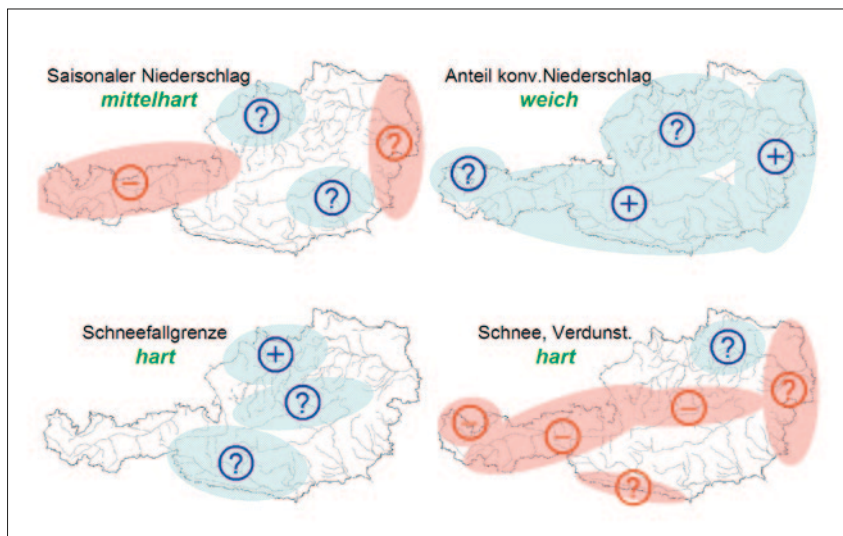 Saisonaler Niederschlag
mittelhart
?
?
−
?
Anteil konv.Niederschlag
weich
?
?
+
+
Schneefallgrenze
hart
+
?
?
Schnee, Verdunst.
hart
?
?
−
−
?